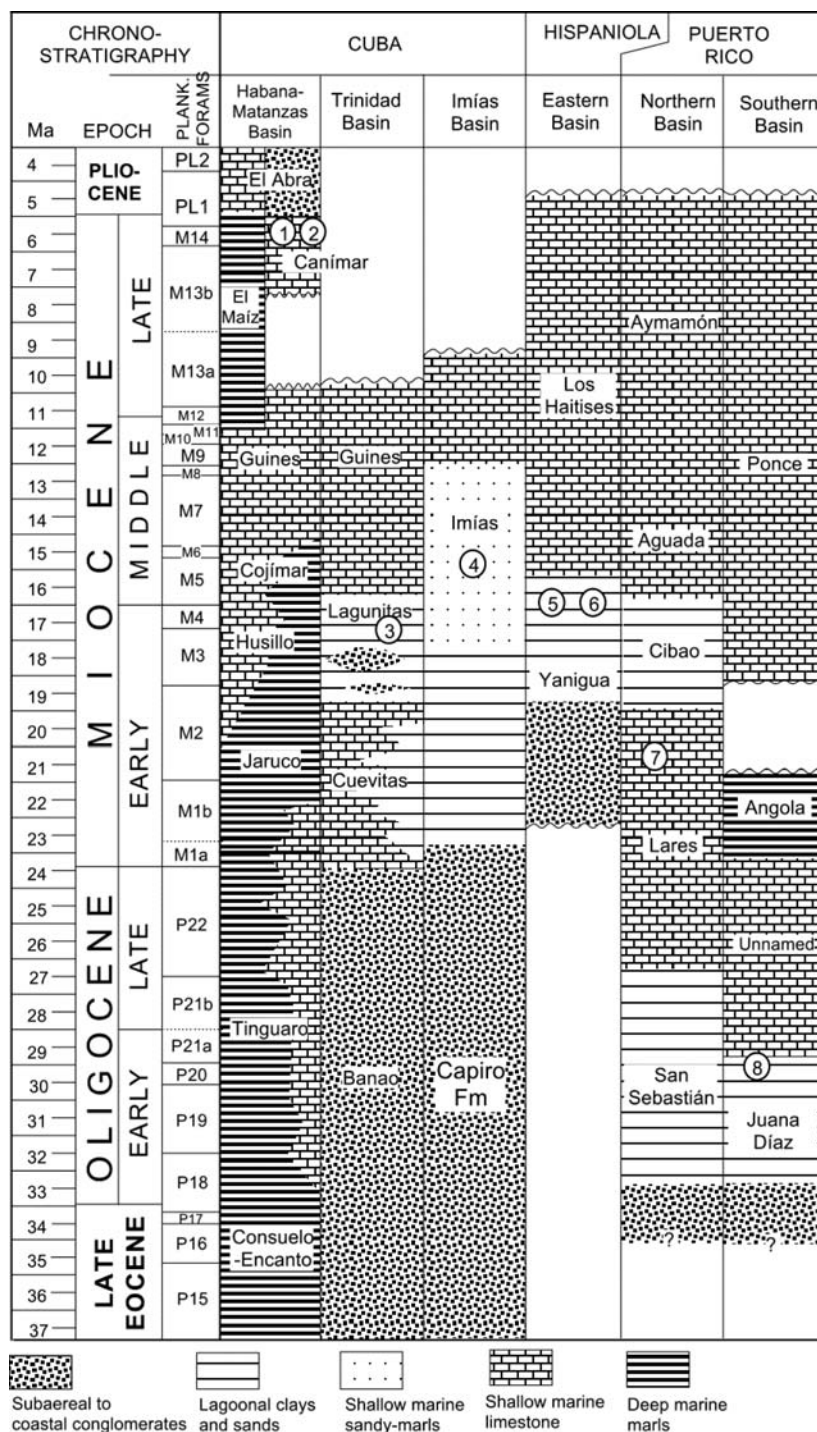 CHRONO-
STRATIGRAPHY
CUBA
HISPANIOLA
PUERTO
RICO
Ma
EPOCH
PLANK.
FORAMS
Habana-
Matanzas
Basin
Trinidad
Basin
Imías
Basin
Eastern
Basin
Northern
Basin
Southern
Basin
4
5
6
7
8
9
10
11
12
13
14
15
16
17
18
19
20
21
22
23
24
25
26
27
28
29
30
31
32
33
34
35
36
37
PLIO-
CENE
MIOCENE
LATE
MIDDLE
EARLY
OLIGOCENE
LATE
EARLY
LATE
EOCENE
PL2
PL1
M14
M13b
M13a
M12
M11
M10
M9
M8
M7
M6
M5
M4
M3
M2
M1b
M1a
P22
P21b
P21a
P20
P19
P18
P17
P16
P15
El Abra
1 2
Canímar
El
Maíz
Guines
Cojímar
Husillo
Jaruco
Tinguaro
Consuelo
-Encanto
Guines
Lagunitas
3
Cuevitas
Banao
Imías
4
Capiro
Fm
Los
Haitises
5 6
Yanigua
Aymamón
Aguada
Cibao
7
Lares
San
Sebastián
?
Ponce
Angola
Unnamed
8
Juana
Díaz
?
Subaereal to
coastal conglomerates
Lagoonal clays
and sands
Shallow marine
sandy-marls
Shallow marine
limestone
Deep marine
marls